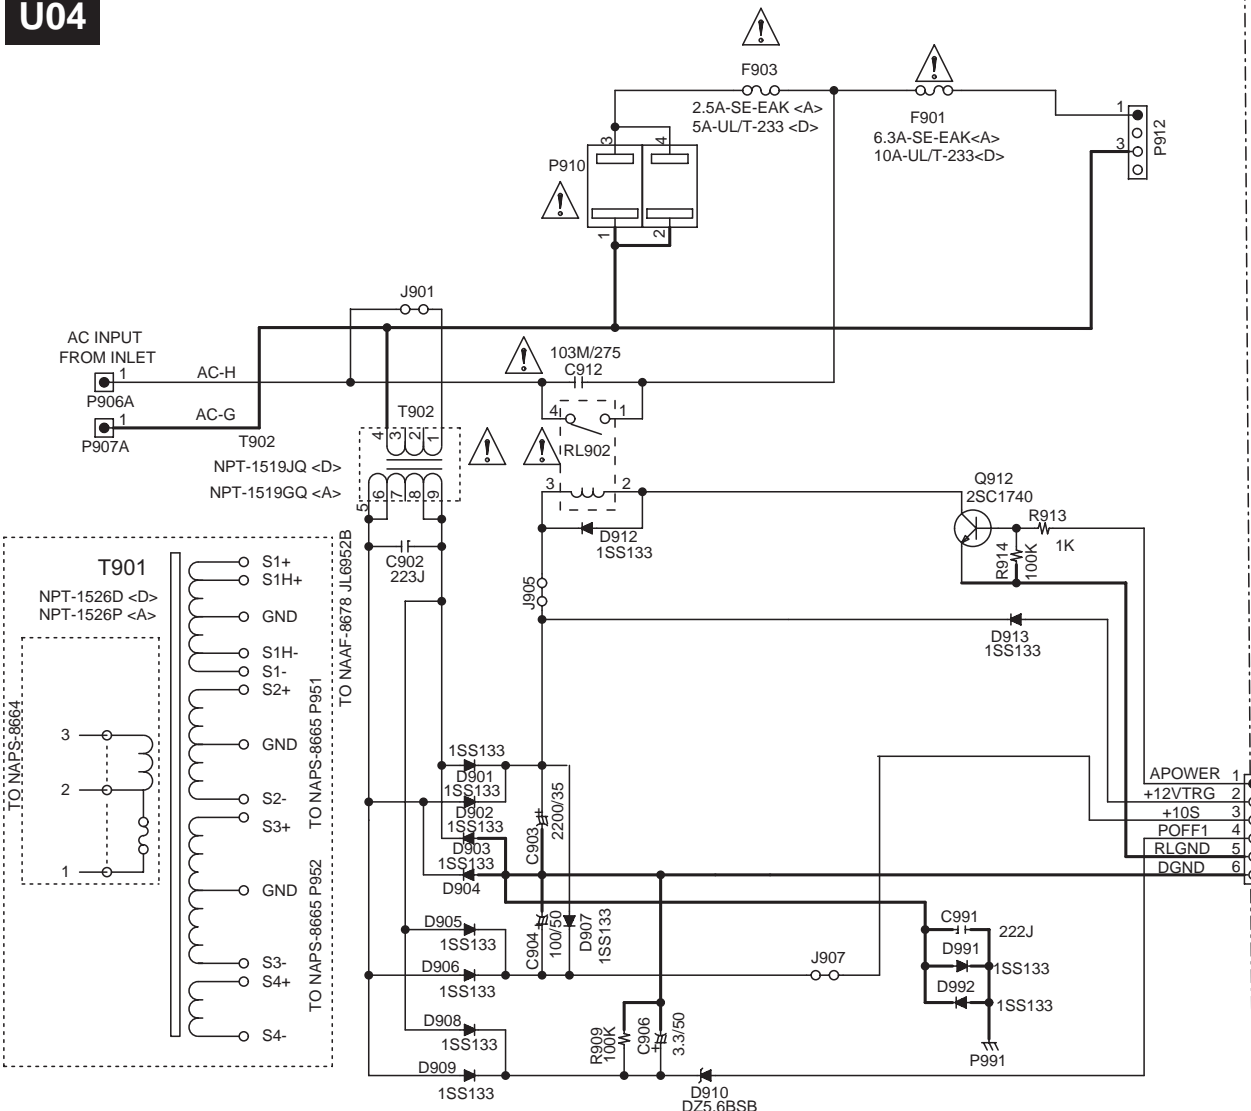 U04
F903
2.5A-SE-EAK <A>
5A-UL/T-233 <D>
F901
6.3A-SE-EAK<A>
10A-UL/T-233<D>
1
3
P912
3
4
P910
1
2
J901
AC INPUT
FROM INLET
1
AC-H
P906A
1
AC-G
P907A
103M/275
C912
4
1
RL902
3
2
T902
T902
4
3
2
1
NPT-1519JQ <D>
NPT-1519GQ <A>
5
6
7
8
9
D912
1SS133
Q912
2SC1740
R913
1K
R914
100K
C902
223J
J905
D913
1SS133
T901
NPT-1526D <D>
NPT-1526P <A>
S1+
S1H+
GND
S1H-
S1-
S2+
GND
S2-
S3+
GND
S3-
S4+
S4-
3
2
1
TO NAPS-8664
TO NAAF-8678 JL6952B
TO NAPS-8665 P951
TO NAPS-8665 P952
1SS133
D901
1SS133
D902
1SS133
D903
1SS133
D904
C903
+
2200/35
APOWER 1
+12VTRG 2
+10S 3
POFF1 4
RLGND 5
DGND 6
D905
1SS133
D906
1SS133
C904
100/50
D907
1SS133
J907
C991
222J
D991
1SS133
D992
1SS133
P991
D908
1SS133
D909
1SS133
R909
100K
C906
+
3.3/50
D910
DZ5.6BSB